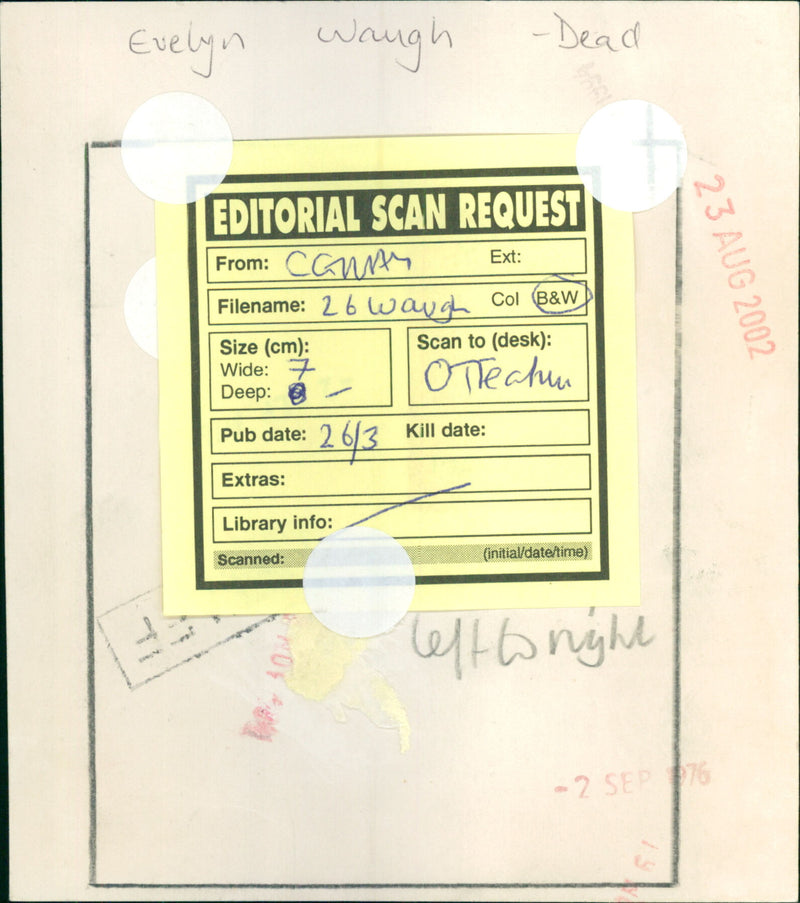 Evelyn Waugh - Dead
23 AUG 2002
EDITORIAL SCAN REQUEST
From: Ext:
Filename: 26 Waugh Col B&W
Size (cm):
Wide: 7
Deep: 8 -
Scan to (desk):
Pub date: 26/3 Kill date:
Extras:
Library info:
Scanned: (initial/date/time)
left to right
- 2 SEP 1976